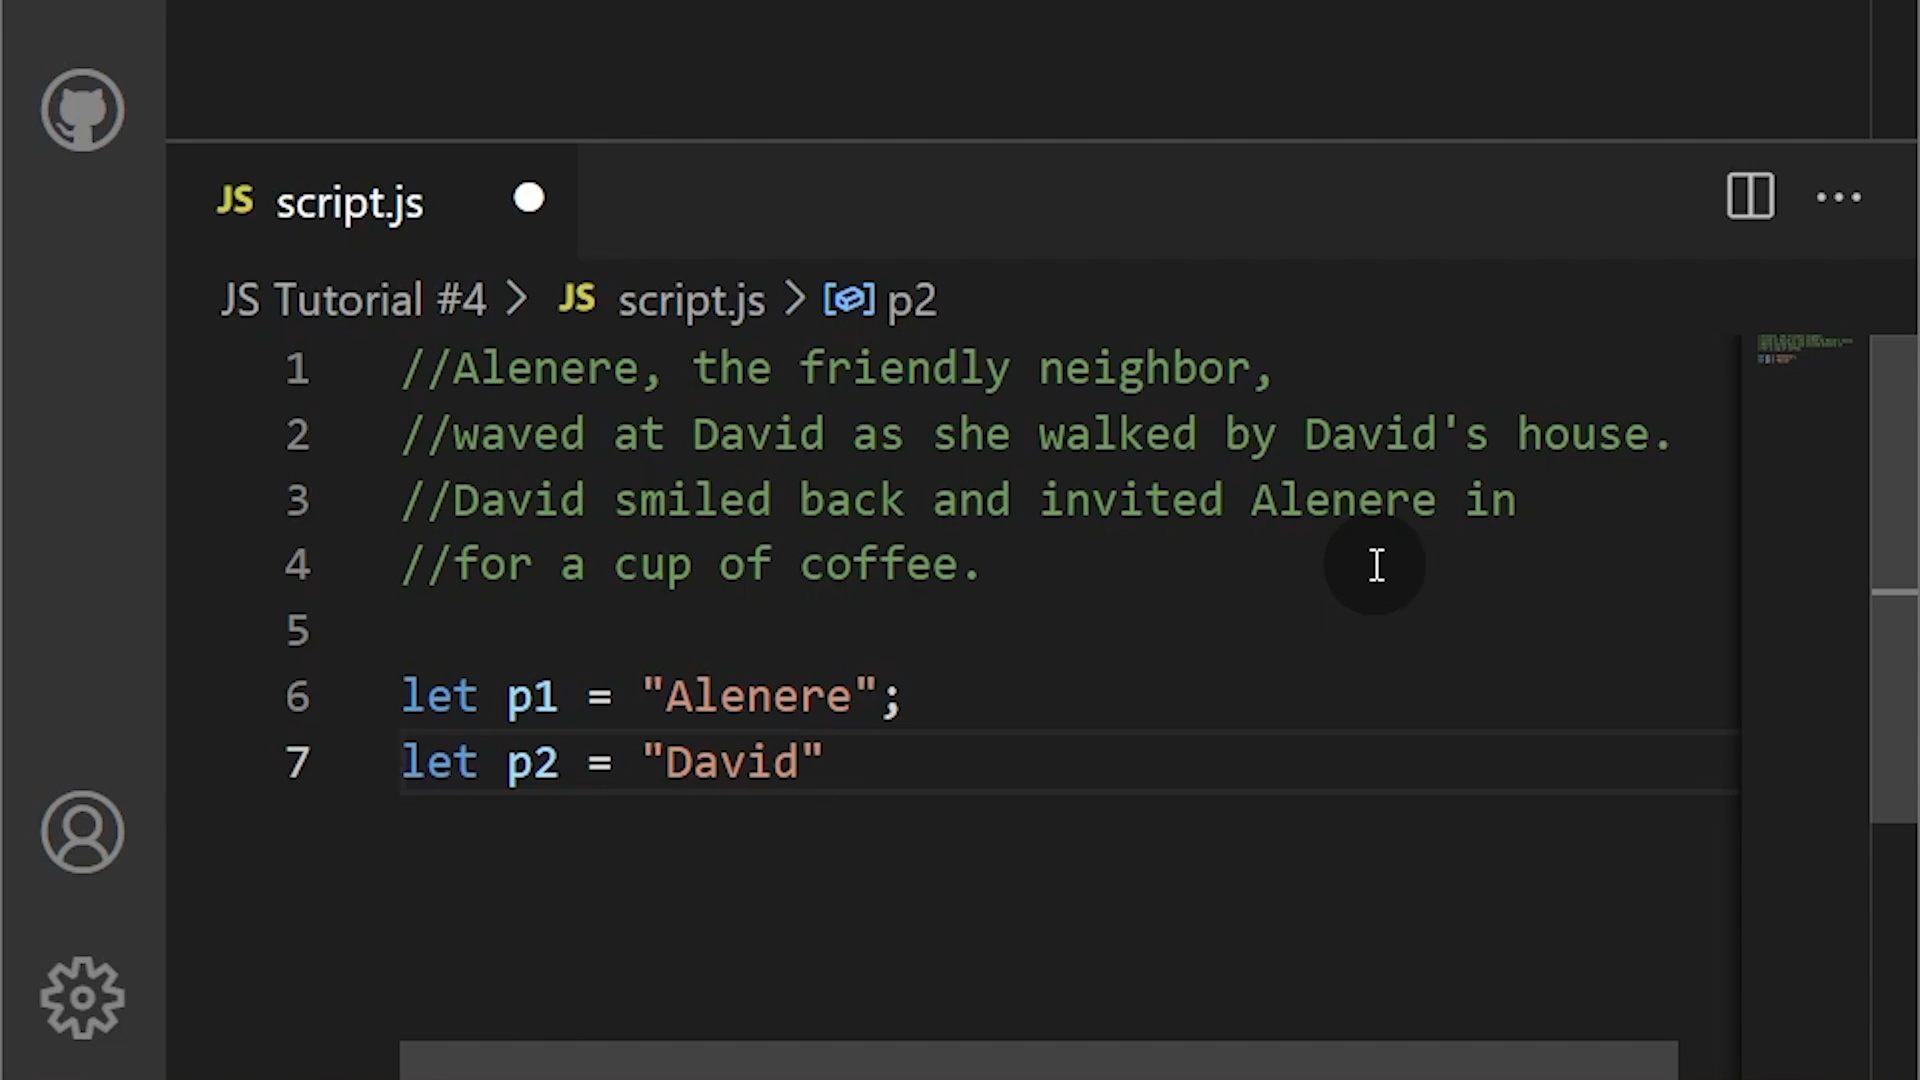 JS script.js
JS Tutorial #4 > JS script.js > p2
1 //Alenere, the friendly neighbor,
2 //waved at David as she walked by David's house.
3 //David smiled back and invited Alenere in
4 //for a cup of coffee.
5
6 let p1 = "Alenere";
7 let p2 = "David"